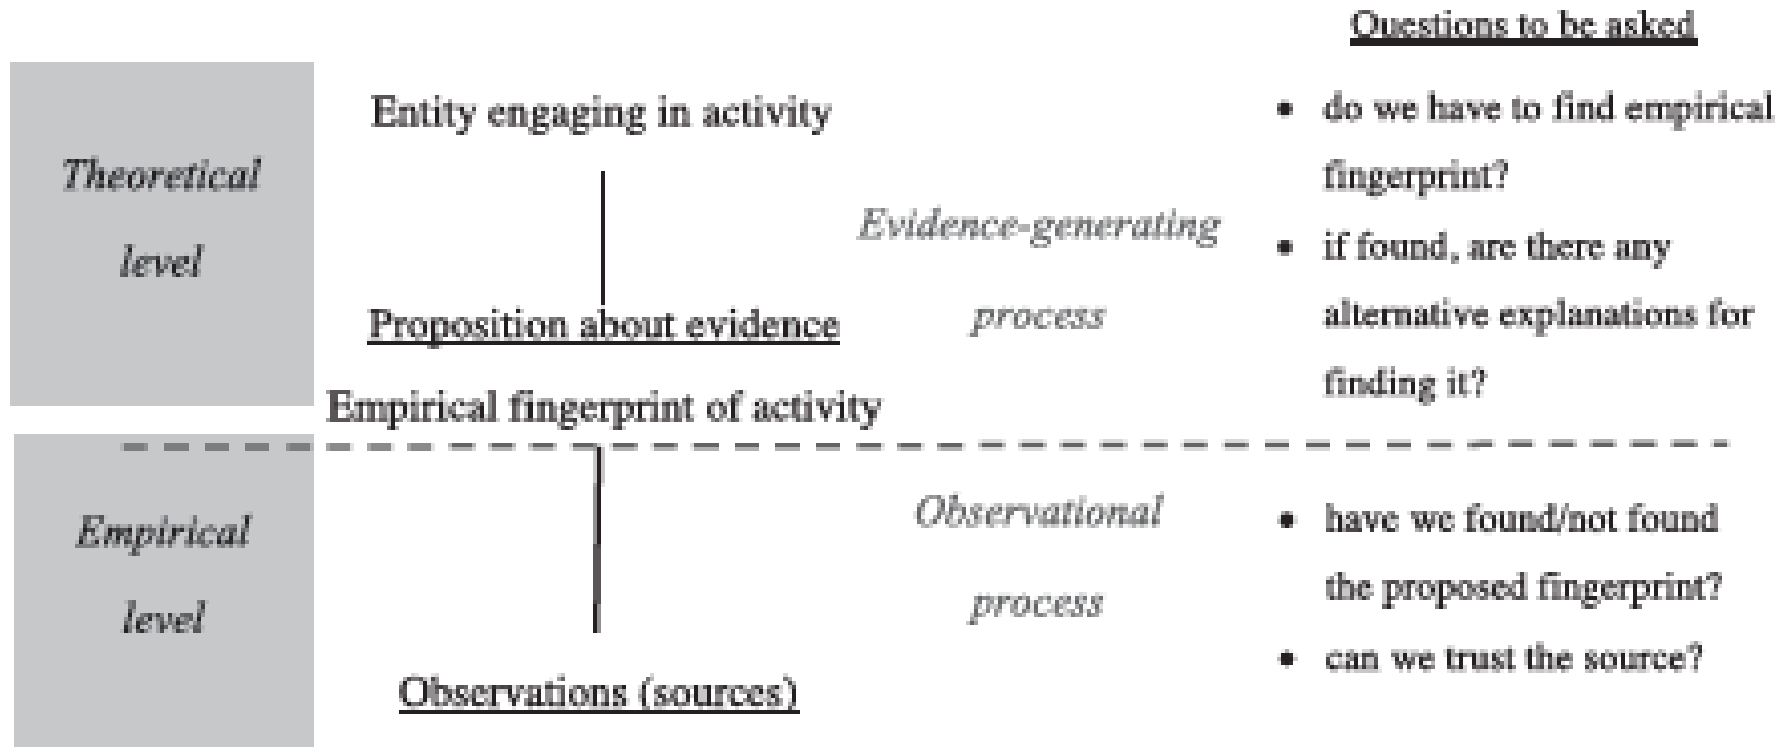 Questions to be asked
Theoretical
level
Entity engaging in activity
Proposition about evidence
Empirical fingerprint of activity
Evidence-generating
process
• do we have to find empirical
fingerprint?
• if found, are there any
alternative explanations for
finding it?
Empirical
level
Observations (sources)
Observational
process
• have we found/not found
the proposed fingerprint?
• can we trust the source?